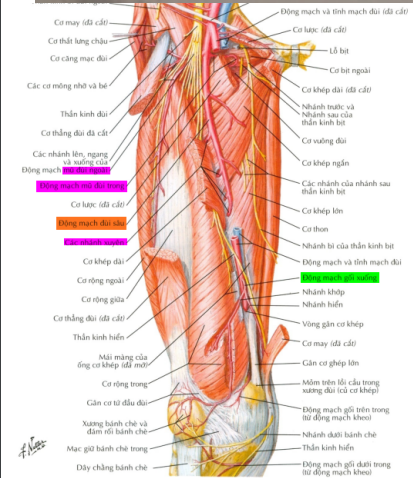 Cơ may (đã cắt)
Cơ thắt lưng chậu
Cơ căng mạc đùi
Các cơ mông nhỡ và bé
Thần kinh đùi
Cơ thẳng đùi đã cắt
Các nhánh lên, ngang
và xuống của
Động mạch mũ đùi ngoài
Động mạch mũ đùi trong
Cơ lược (đã cắt)
Động mạch đùi sâu
Các nhánh xuyên
Cơ khép dài
Cơ rộng ngoài
Cơ rộng giữa
Cơ thẳng đùi (đã cắt)
Thần kinh hiển
Mái màng của
ống cơ khép (đã mở)
Cơ rộng trong
Gân cơ tứ đầu đùi
Xương bánh chè và
đám rối bánh chè
Mạc giữ bánh chè trong
Dây chằng bánh chè
Động mạch và tĩnh mạch đùi (đã cắt)
Cơ lược (đã cắt)
Lỗ bịt
Cơ bịt ngoài
Cơ khép dài (đã cắt)
Nhánh trước và
Nhánh sau của
thần kinh bịt
Cơ vuông đùi
Cơ khép ngắn
Các nhánh của nhánh sau
thần kinh bịt
Cơ khép lớn
Cơ thon
Nhánh bì của thần kinh bịt
Động mạch và tĩnh mạch đùi
Động mạch gối xuống
Nhánh khớp
Nhánh hiển
Vòng gân cơ khép
Cơ may (đã cắt)
Gân cơ ghép lớn
Mỏm trên lồi cầu trong
xương đùi (củ cơ khép)
Động mạch gối trên trong
(từ động mạch kheo)
Nhánh dưới bánh chè
Thần kinh hiển
Động mạch gối dưới trong
(từ động mạch kheo)